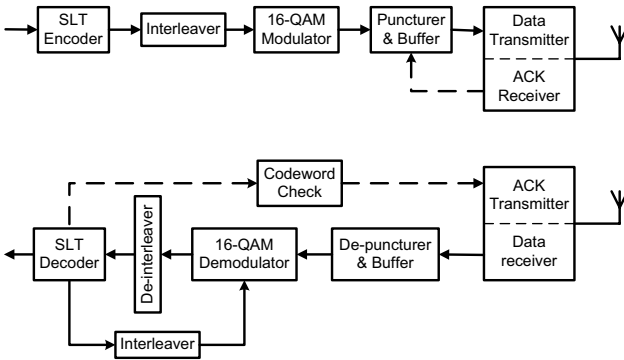 SLT
Encoder
Interleaver
16-QAM
Modulator
Puncturer
& Buffer
Data
Transmitter
ACK
Receiver
Codeword
Check
ACK
Transmitter
Data
receiver
SLT
Decoder
De-interleaver
16-QAM
Demodulator
De-puncturer
& Buffer
Interleaver